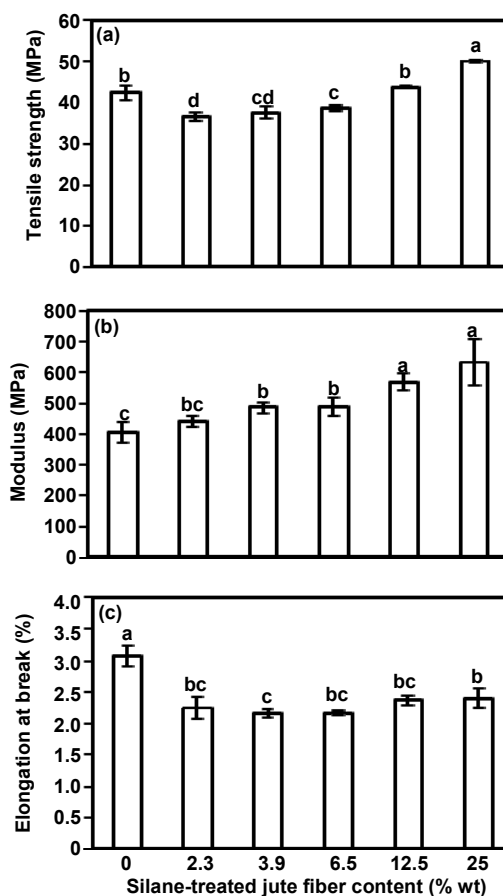 (a)
Tensile strength (MPa)
60
50
40
30
20
10
0
b
d
cd
c
b
a
(b)
Modulus (MPa)
800
700
600
500
400
300
200
100
0
c
bc
b
b
a
a
(c)
Elongation at break (%)
4.0
3.5
3.0
2.5
2.0
1.5
1.0
0.5
0
a
bc
c
bc
bc
b
0 2.3 3.9 6.5 12.5 25
Silane-treated jute fiber content (% wt)